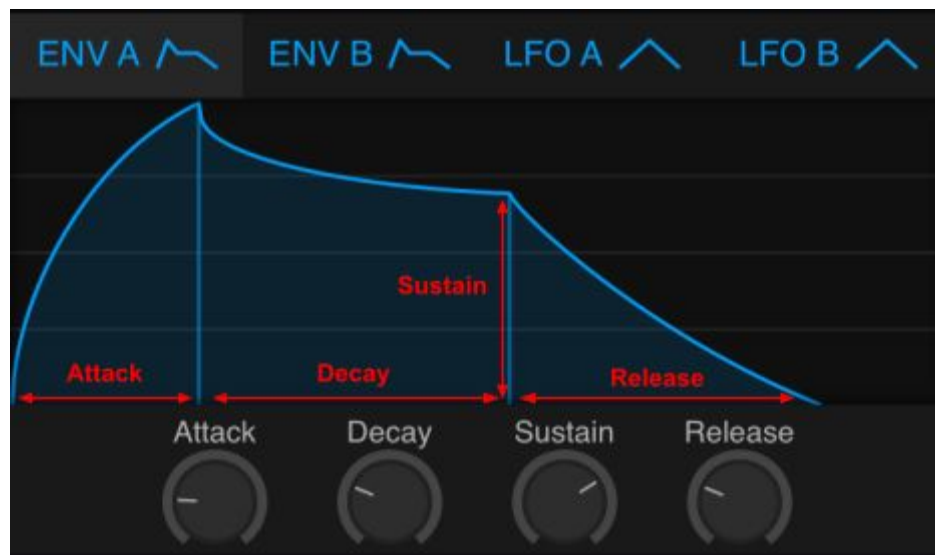 ENV A ENV B LFO A LFO B
Sustain
Attack Decay Release
Attack Decay Sustain Release